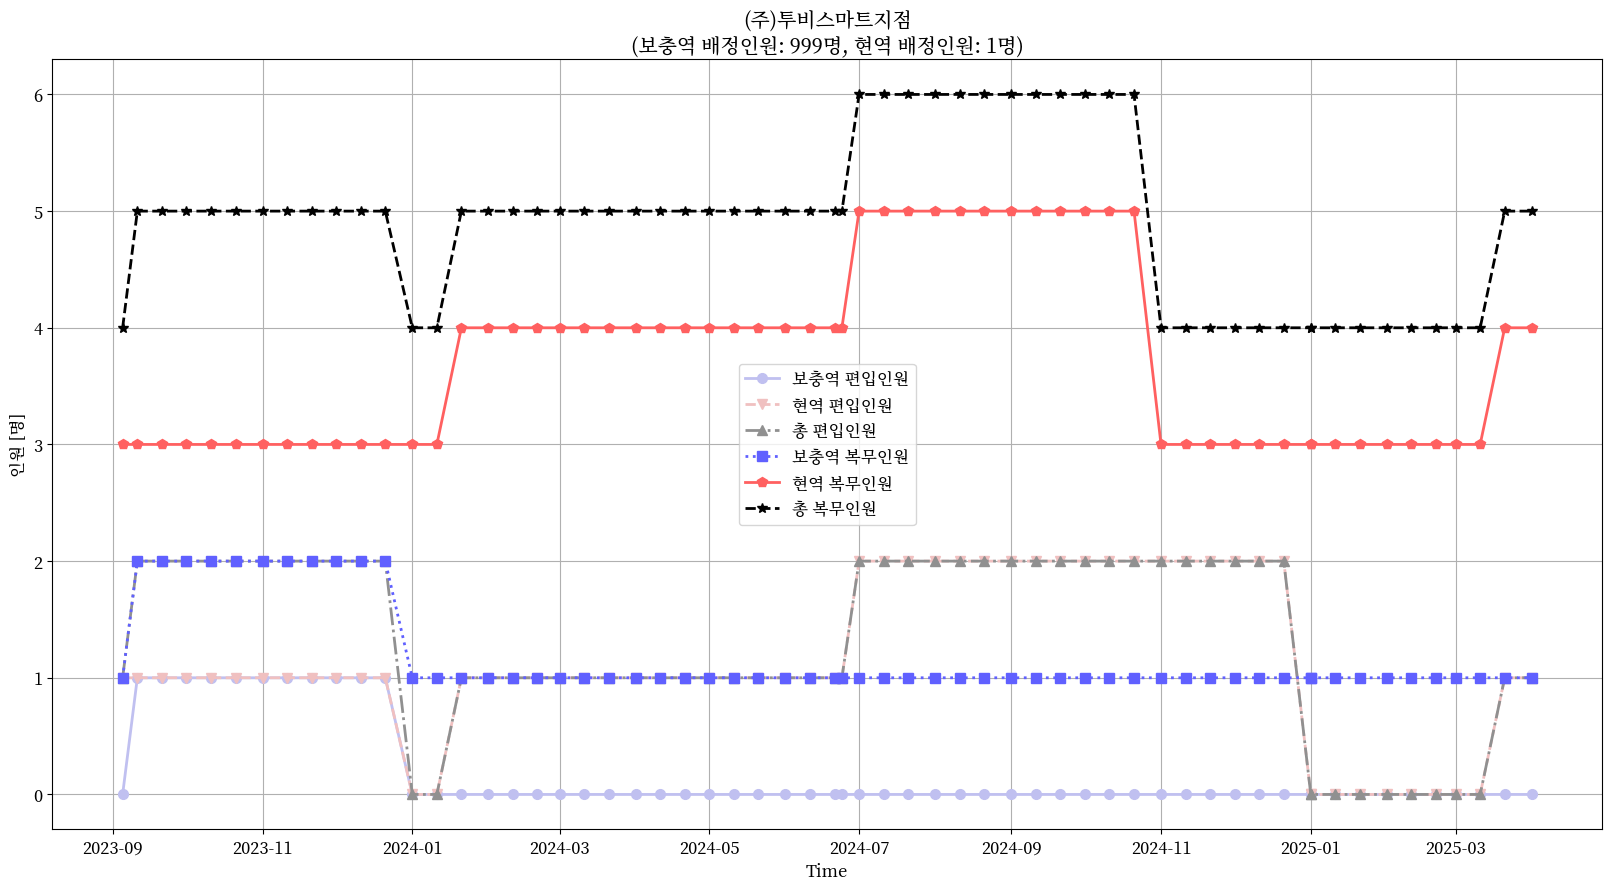 (주)투비스마트지점
(보충역 배정인원: 999명, 현역 배정인원: 1명)
인원 [명]
6
5
4
3
2
1
0
보충역 편입인원
현역 편입인원
총 편입인원
보충역 복무인원
현역 복무인원
총 복무인원
2023-09 2023-11 2024-01 2024-03 2024-05 2024-07 2024-09 2024-11 2025-01 2025-03
Time